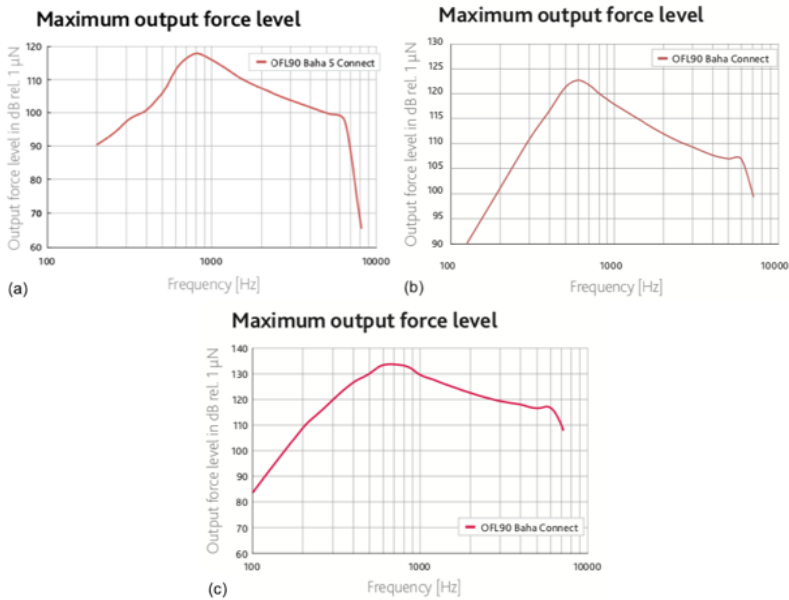 Maximum output force level
Output force level in dB rel. 1 µN
120
110
100
90
80
70
60
OFL90 Baha 5 Connect
100
1000
10000
Frequency [Hz]
(a)
Maximum output force level
Output force level in dB rel. 1 µN
130
125
130
115
120
110
105
100
95
90
OFL90 Baha Connect
100
1000
10000
Frequency [Hz]
(b)
Maximum output force level
Output force level in dB rel. 1 µN
140
130
120
110
100
90
80
70
60
OFL90 Baha Connect
100
1000
10000
Frequency [Hz]
(c)